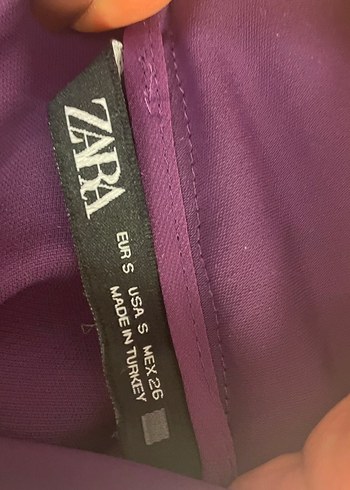 ZARA
EUR S USA S MEX 26
MADE IN TURKEY